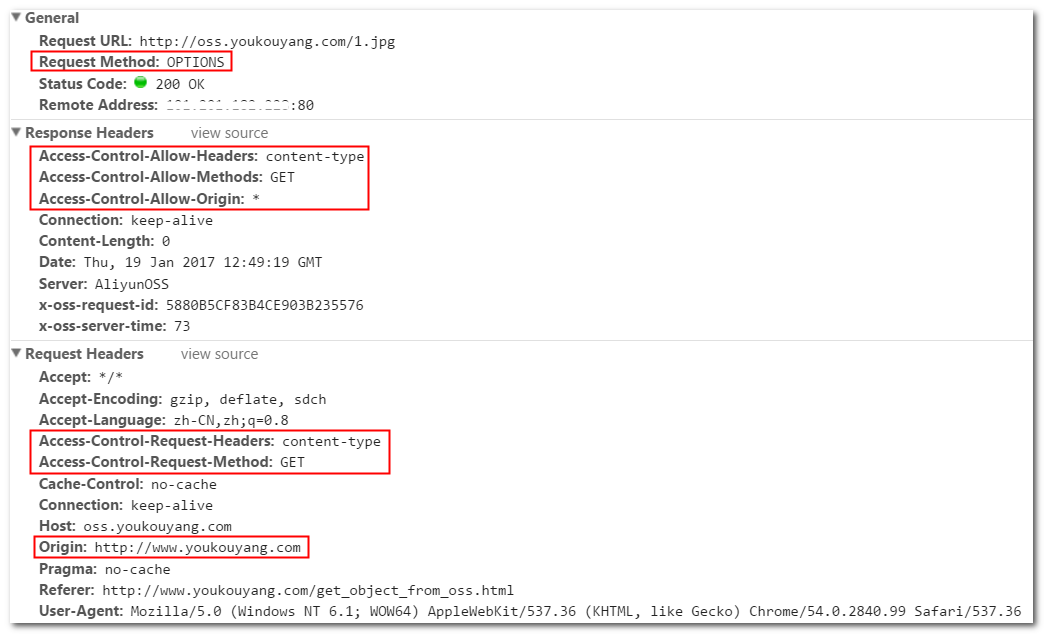 General
Request URL: http://oss.youkouyang.com/1.jpg
Request Method: OPTIONS
Status Code: 200 OK
Remote Address: :80
Response Headers view source
Access-Control-Allow-Headers: content-type
Access-Control-Allow-Methods: GET
Access-Control-Allow-Origin: *
Connection: keep-alive
Content-Length: 0
Date: Thu, 19 Jan 2017 12:49:19 GMT
Server: AliyunOSS
x-oss-request-id: 5880B5CF83B4CE903B235576
x-oss-server-time: 73
Request Headers view source
Accept: */*
Accept-Encoding: gzip, deflate, sdch
Accept-Language: zh-CN,zh;q=0.8
Access-Control-Request-Headers: content-type
Access-Control-Request-Method: GET
Cache-Control: no-cache
Connection: keep-alive
Host: oss.youkouyang.com
Origin: http://www.youkouyang.com
Pragma: no-cache
Referer: http://www.youkouyang.com/get_object_from_oss.html
User-Agent: Mozilla/5.0 (Windows NT 6.1; WOW64) AppleWebKit/537.36 (KHTML, like Gecko) Chrome/54.0.2840.99 Safari/537.36